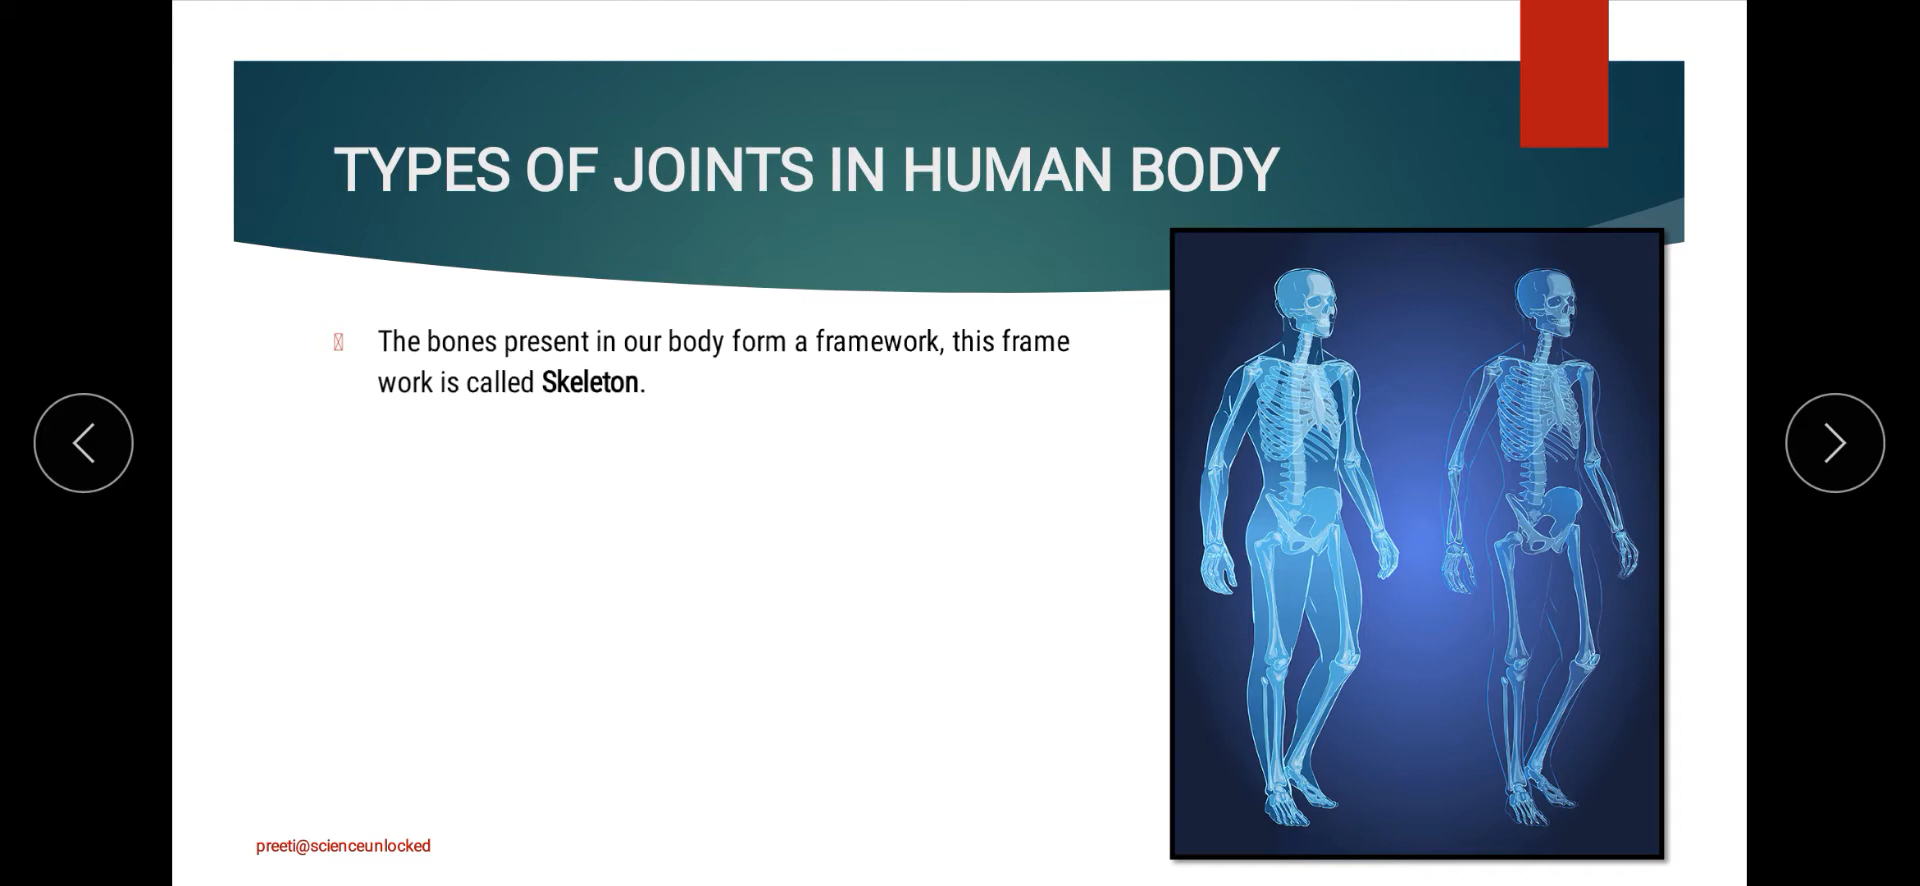 TYPES OF JOINTS IN HUMAN BODY
The bones present in our body form a framework, this frame
work is called Skeleton.
preeti@scienceunlocked